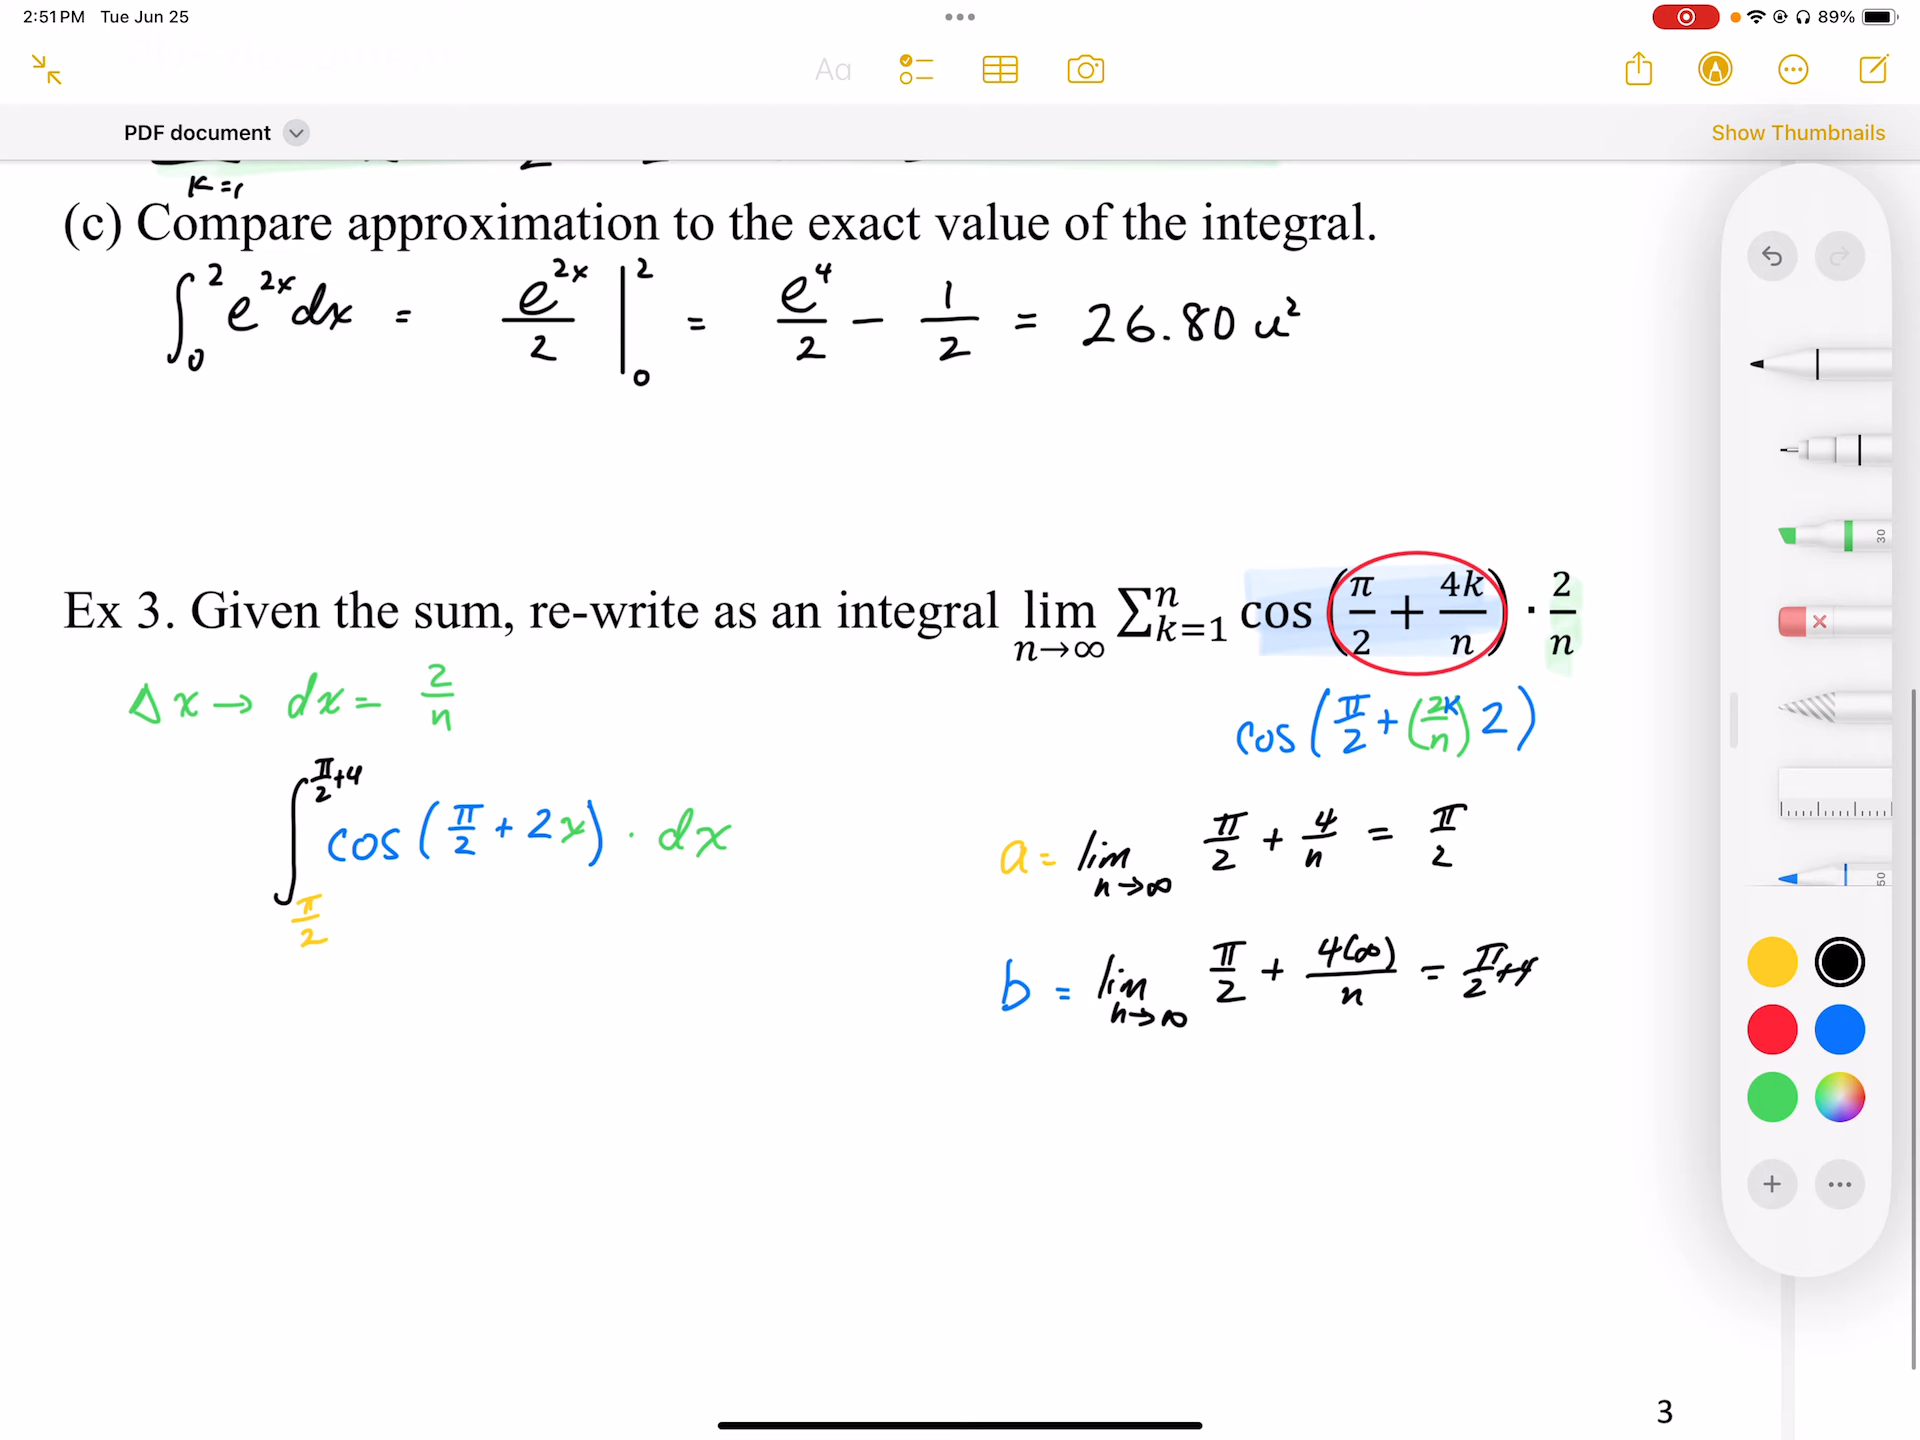 2:51 PM Tue Jun 25
89%
Aa
PDF document
Show Thumbnails
K=1
(c) Compare approximation to the exact value of the integral.
∫₀² e^{2x} dx = e^{2x}/2 |₀² = e⁴/2 − 1/2 = 26.80 u²
Ex 3. Given the sum, re-write as an integral lim_{n→∞} ∑_{k=1}^{n} cos(π/2 + 4k/n) · 2/n
Δx → dx = 2/n
cos(π/2 + (2k/n) 2)
∫_{π/2}^{π/2+4} cos(π/2 + 2x) · dx
a = lim_{n→∞} π/2 + 4/n = π/2
b = lim_{n→∞} π/2 + 4(∞)/n = π/2+4
30
50
3